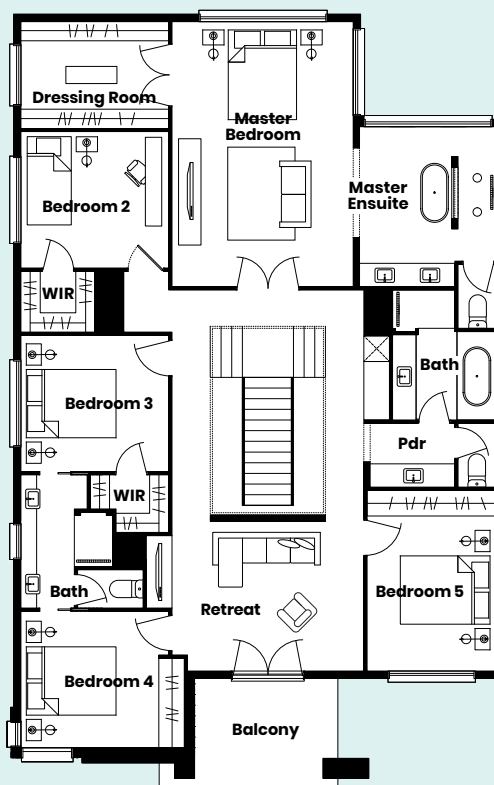 Dressing Room
Master
Bedroom
Master
Ensuite
Bedroom 2
WIR
Bath
Bedroom 3
Pdr
WIR
Bath
Retreat
Bedroom 5
Bedroom 4
Balcony